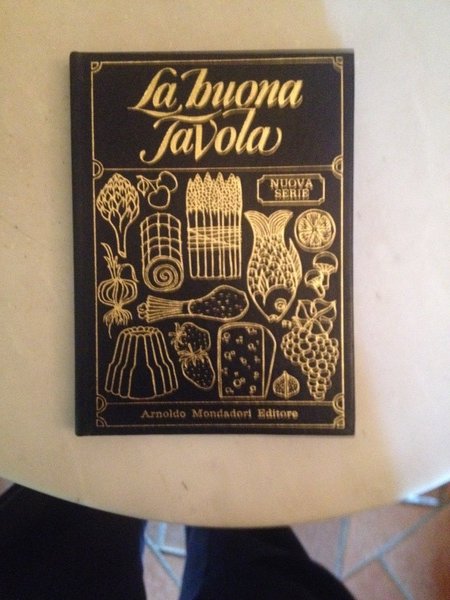 La buona
Tavola
NUOVA
SERIE
Arnoldo Mondadori Editore